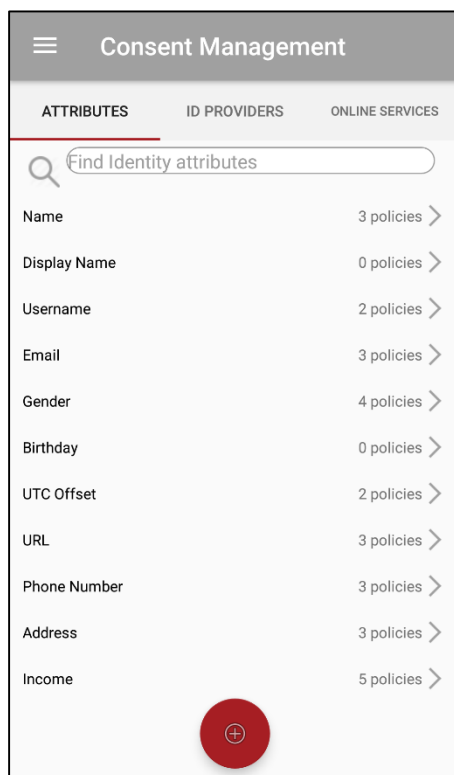 Consent Management
ATTRIBUTES ID PROVIDERS ONLINE SERVICES
Find Identity attributes
Name 3 policies
Display Name 0 policies
Username 2 policies
Email 3 policies
Gender 4 policies
Birthday 0 policies
UTC Offset 2 policies
URL 3 policies
Phone Number 3 policies
Address 3 policies
Income 5 policies